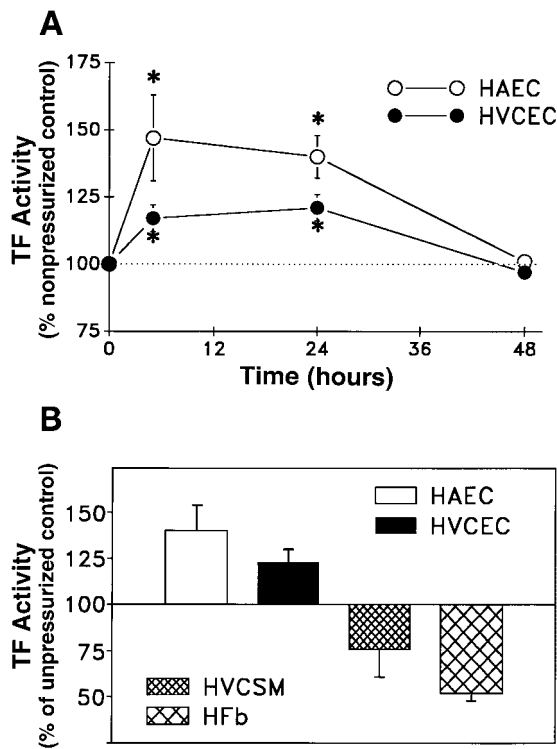 A
TF Activity
(% nonpressurized control)
175
150
125
100
75
* *
* *
HAEC
HVCEC
0 12 24 36 48
Time (hours)
B
TF Activity
(% of unpressurized control)
150
125
100
75
50
HAEC
HVCEC
HVCSM
HFb